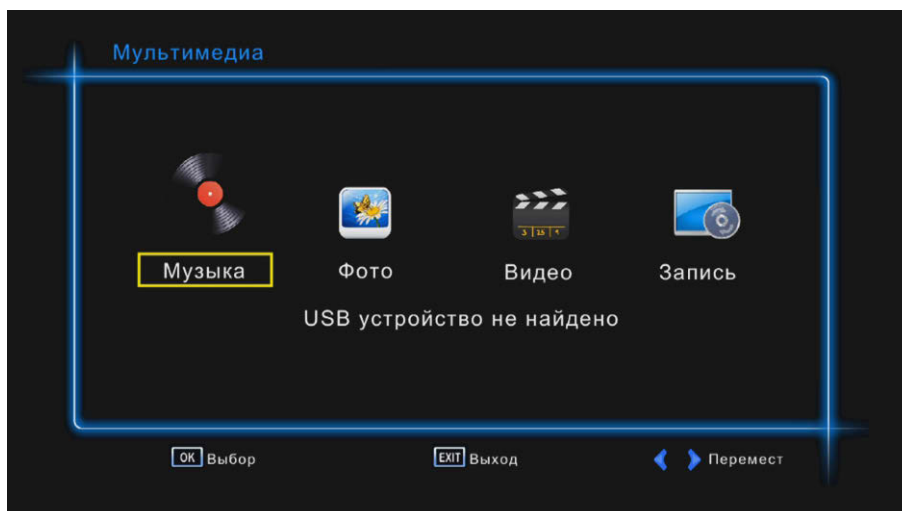 Мультимедиа
Музыка Фото Видео Запись
USB устройство не найдено
OK Выбор EXIT Выход Перемест